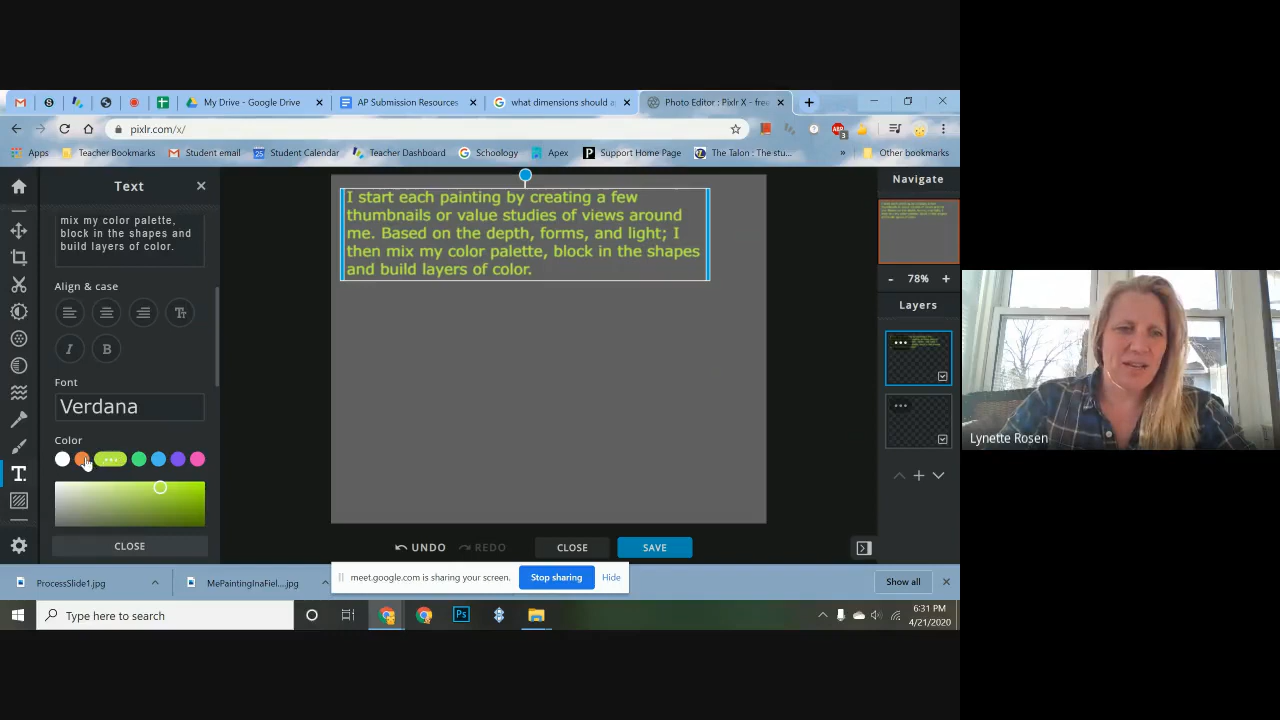 My Drive - Google Drive
AP Submission Resources
what dimensions should a
Photo Editor : Pixlr X - free
pixlr.com/x/
Apps
Teacher Bookmarks
Student email
Student Calendar
Teacher Dashboard
Schoology
Apex
Support Home Page
The Talon : The stu...
»
Other bookmarks
Text
mix my color palette,
block in the shapes and
build layers of color.
Align & case
Font
Verdana
Color
CLOSE
I start each painting by creating a few
thumbnails or value studies of views around
me. Based on the depth, forms, and light; I
then mix my color palette, block in the shapes
and build layers of color.
UNDO
REDO
CLOSE
SAVE
Navigate
- 78% +
Layers
Lynette Rosen
ProcessSlide1.jpg
MePaintingInaFiel....jpg
meet.google.com is sharing your screen.
Stop sharing
Hide
Show all
Type here to search
Ps
6:31 PM
4/21/2020